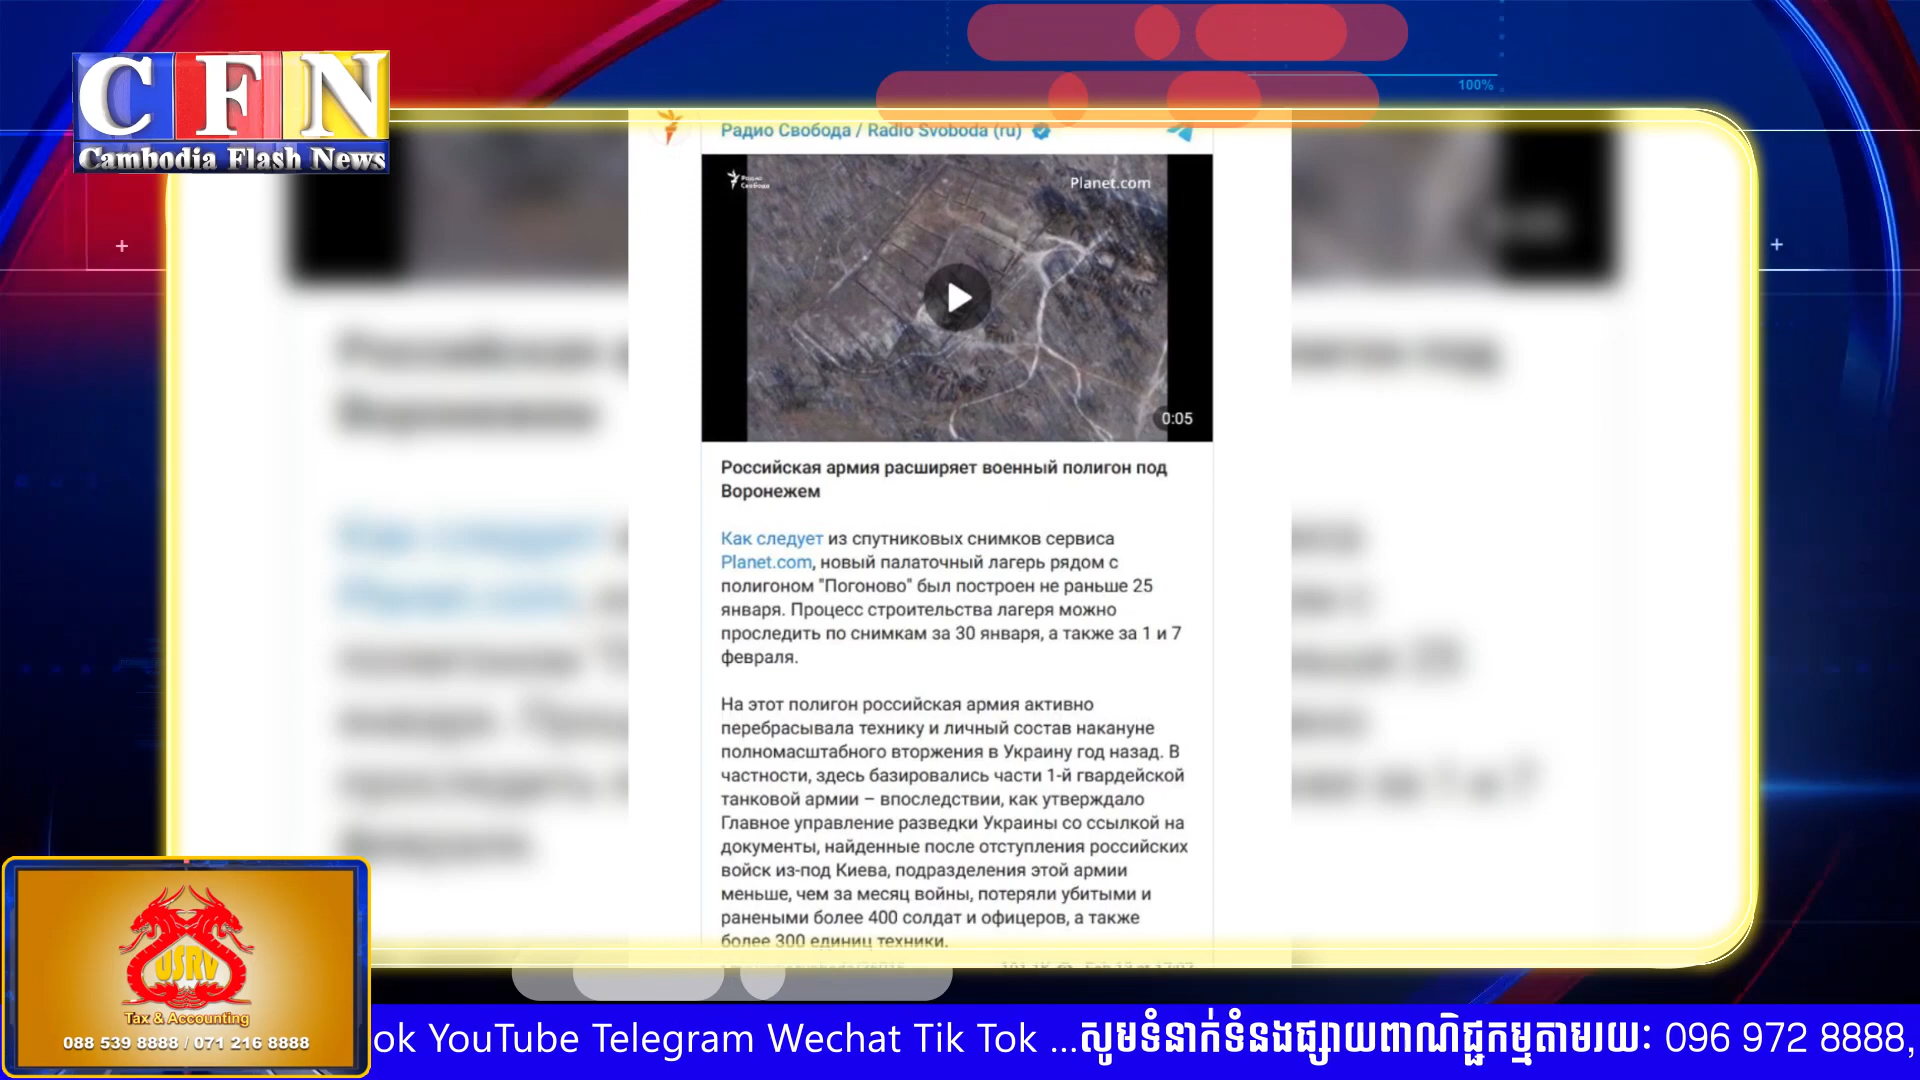 100%
CFN
Cambodia Flash News
Радио Свобода / Radio Svoboda (ru)
Радио
Свобода
Planet.com
0:05
Российская армия расширяет военный полигон под
Воронежем
Как следует из спутниковых снимков сервиса
Planet.com, новый палаточный лагерь рядом с
полигоном "Погоново" был построен не раньше 25
января. Процесс строительства лагеря можно
проследить по снимкам за 30 января, а также за 1 и 7
февраля.
На этот полигон российская армия активно
перебрасывала технику и личный состав накануне
полномасштабного вторжения в Украину год назад. В
частности, здесь базировались части 1-й гвардейской
танковой армии – впоследствии, как утверждало
Главное управление разведки Украины со ссылкой на
документы, найденные после отступления российских
войск из-под Киева, подразделения этой армии
меньше, чем за месяц войны, потеряли убитыми и
ранеными более 400 солдат и офицеров, а также
более 300 единиц техники.
USRV
Tax & Accounting
088 539 8888 / 071 216 8888
ok YouTube Telegram Wechat Tik Tok ...សូមទំនាក់ទំនងផ្សាយពាណិជ្ជកម្មតាមរយៈ 096 972 8888,